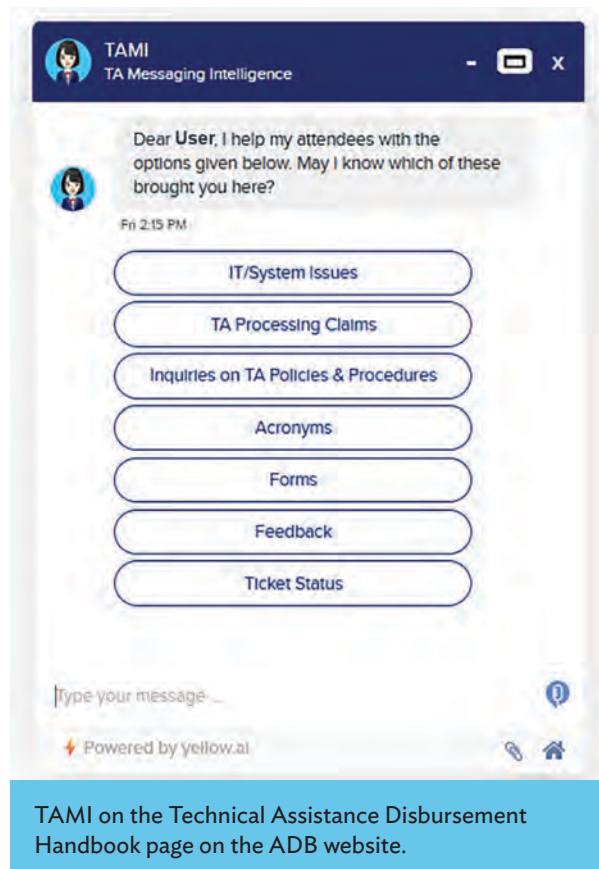 TAMI
TA Messaging Intelligence
- x
Dear User, I help my attendees with the
options given below. May I know which of these
brought you here?
Fri 2:15 PM
IT/System Issues
TA Processing Claims
Inquiries on TA Policies & Procedures
Acronyms
Forms
Feedback
Ticket Status
Type your message ...
Powered by yellow.ai
TAMI on the Technical Assistance Disbursement
Handbook page on the ADB website.